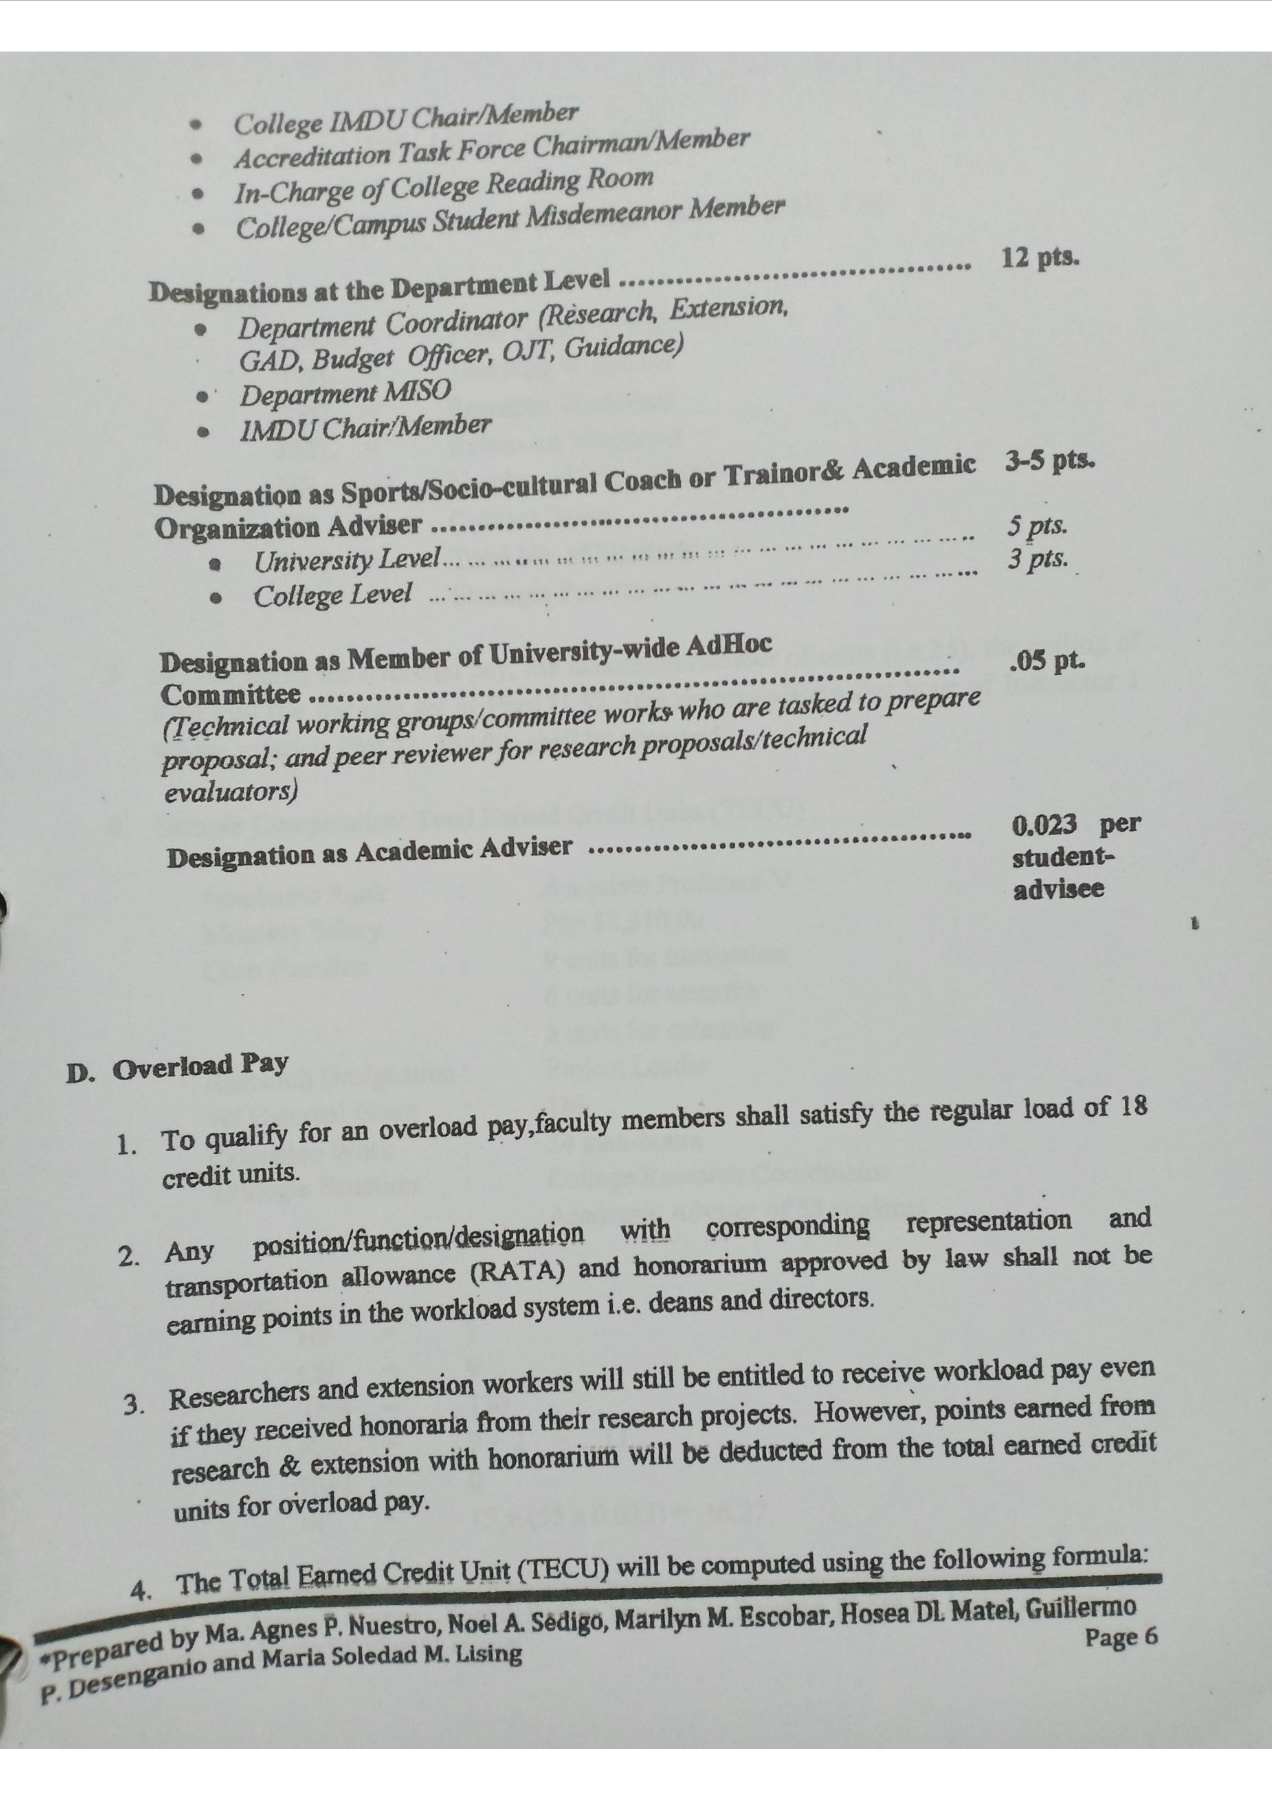 • College IMDU Chair/Member
• Accreditation Task Force Chairman/Member
• In-Charge of College Reading Room
• College/Campus Student Misdemeanor Member
Designations at the Department Level .................................... 12 pts.
• Department Coordinator (Research, Extension,
GAD, Budget Officer, OJT, Guidance)
• Department MISO
• IMDU Chair/Member
Designation as Sports/Socio-cultural Coach or Trainor& Academic 3-5 pts.
Organization Adviser ...........................................
• University Level... ... ... ... ... ... ... ... ... ... ... ... ... ... ... ... ... ... ... .. 5 pts.
• College Level ... ... ... ... ... ... ... ... ... ... ... ... ... ... ... ... ... ... ... ... ... 3 pts.
Designation as Member of University-wide AdHoc
Committee .................................................................... .05 pt.
(Technical working groups/committee works who are tasked to prepare
proposal; and peer reviewer for research proposals/technical
evaluators)
Designation as Academic Adviser ....................................... 0.023 per
student-
advisee
D. Overload Pay
1. To qualify for an overload pay,faculty members shall satisfy the regular load of 18
credit units.
2. Any position/function/designation with corresponding representation and
transportation allowance (RATA) and honorarium approved by law shall not be
earning points in the workload system i.e. deans and directors.
3. Researchers and extension workers will still be entitled to receive workload pay even
if they received honoraria from their research projects. However, points earned from
research & extension with honorarium will be deducted from the total earned credit
units for overload pay.
4. The Total Earned Credit Unit (TECU) will be computed using the following formula:
*Prepared by Ma. Agnes P. Nuestro, Noel A. Sedigo, Marilyn M. Escobar, Hosea DL Matel, Guillermo
P. Desenganio and Maria Soledad M. Lising
Page 6